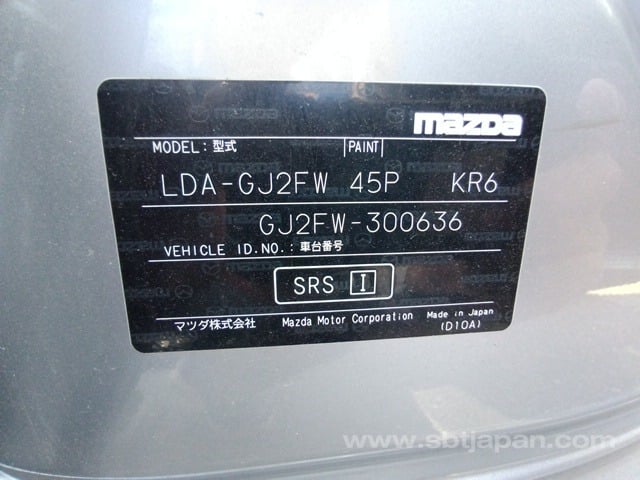 mazda
MODEL: 型式 PAINT
LDA-GJ2FW 45P KR6
GJ2FW-300636
VEHICLE ID.NO.: 車台番号
SRS I
マツダ株式会社 Mazda Motor Corporation Made in Japan
(D10A)
www.sbtjapan.com